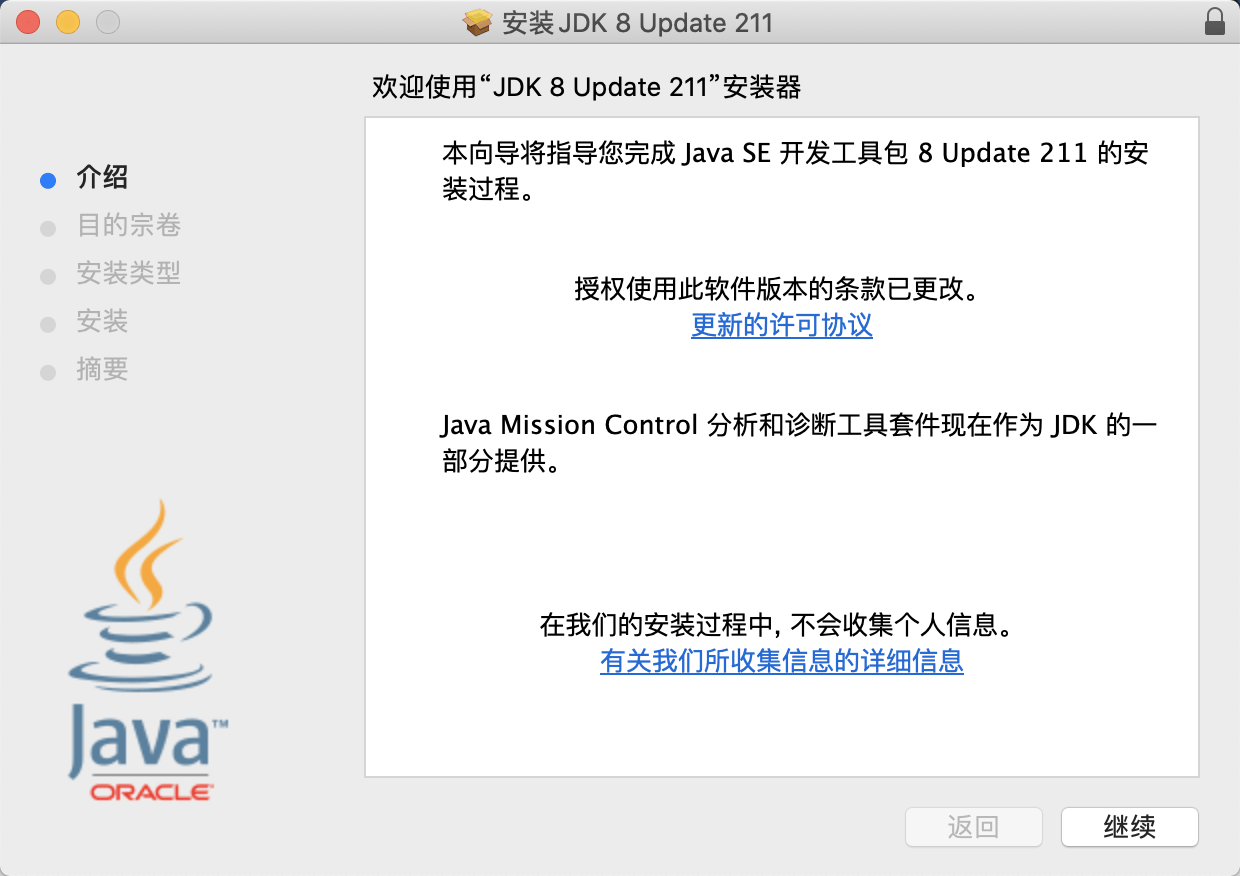 安装JDK 8 Update 211
欢迎使用“JDK 8 Update 211”安装器
介绍
目的宗卷
安装类型
安装
摘要
本向导将指导您完成 Java SE 开发工具包 8 Update 211 的安
装过程。
授权使用此软件版本的条款已更改。
更新的许可协议
Java Mission Control 分析和诊断工具套件现在作为 JDK 的一
部分提供。
在我们的安装过程中, 不会收集个人信息。
有关我们所收集信息的详细信息
Java™
ORACLE®
返回
继续